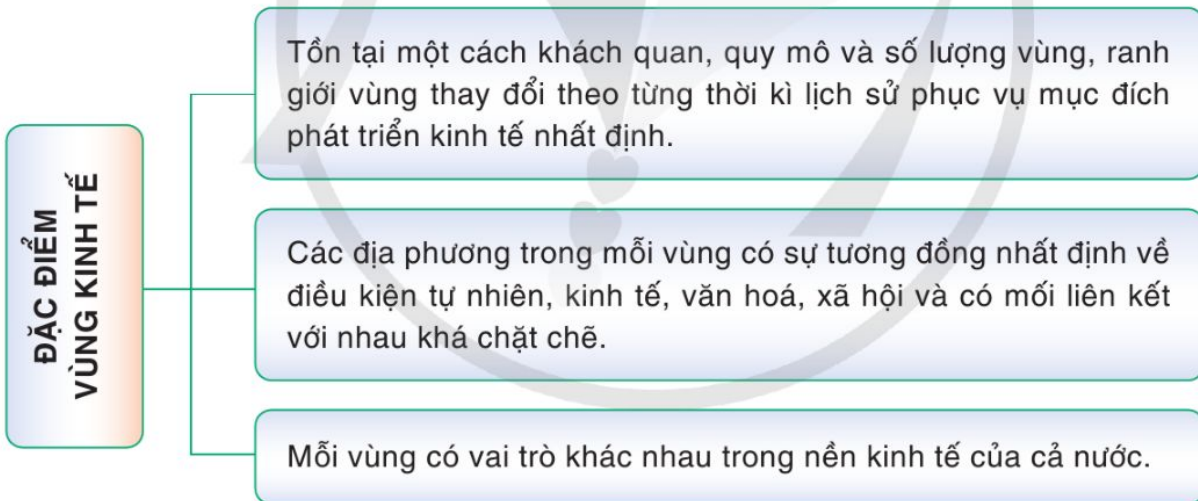 ĐẶC ĐIỂM
VÙNG KINH TẾ
Tồn tại một cách khách quan, quy mô và số lượng vùng, ranh
giới vùng thay đổi theo từng thời kì lịch sử phục vụ mục đích
phát triển kinh tế nhất định.
Các địa phương trong mỗi vùng có sự tương đồng nhất định về
điều kiện tự nhiên, kinh tế, văn hoá, xã hội và có mối liên kết
với nhau khá chặt chẽ.
Mỗi vùng có vai trò khác nhau trong nền kinh tế của cả nước.